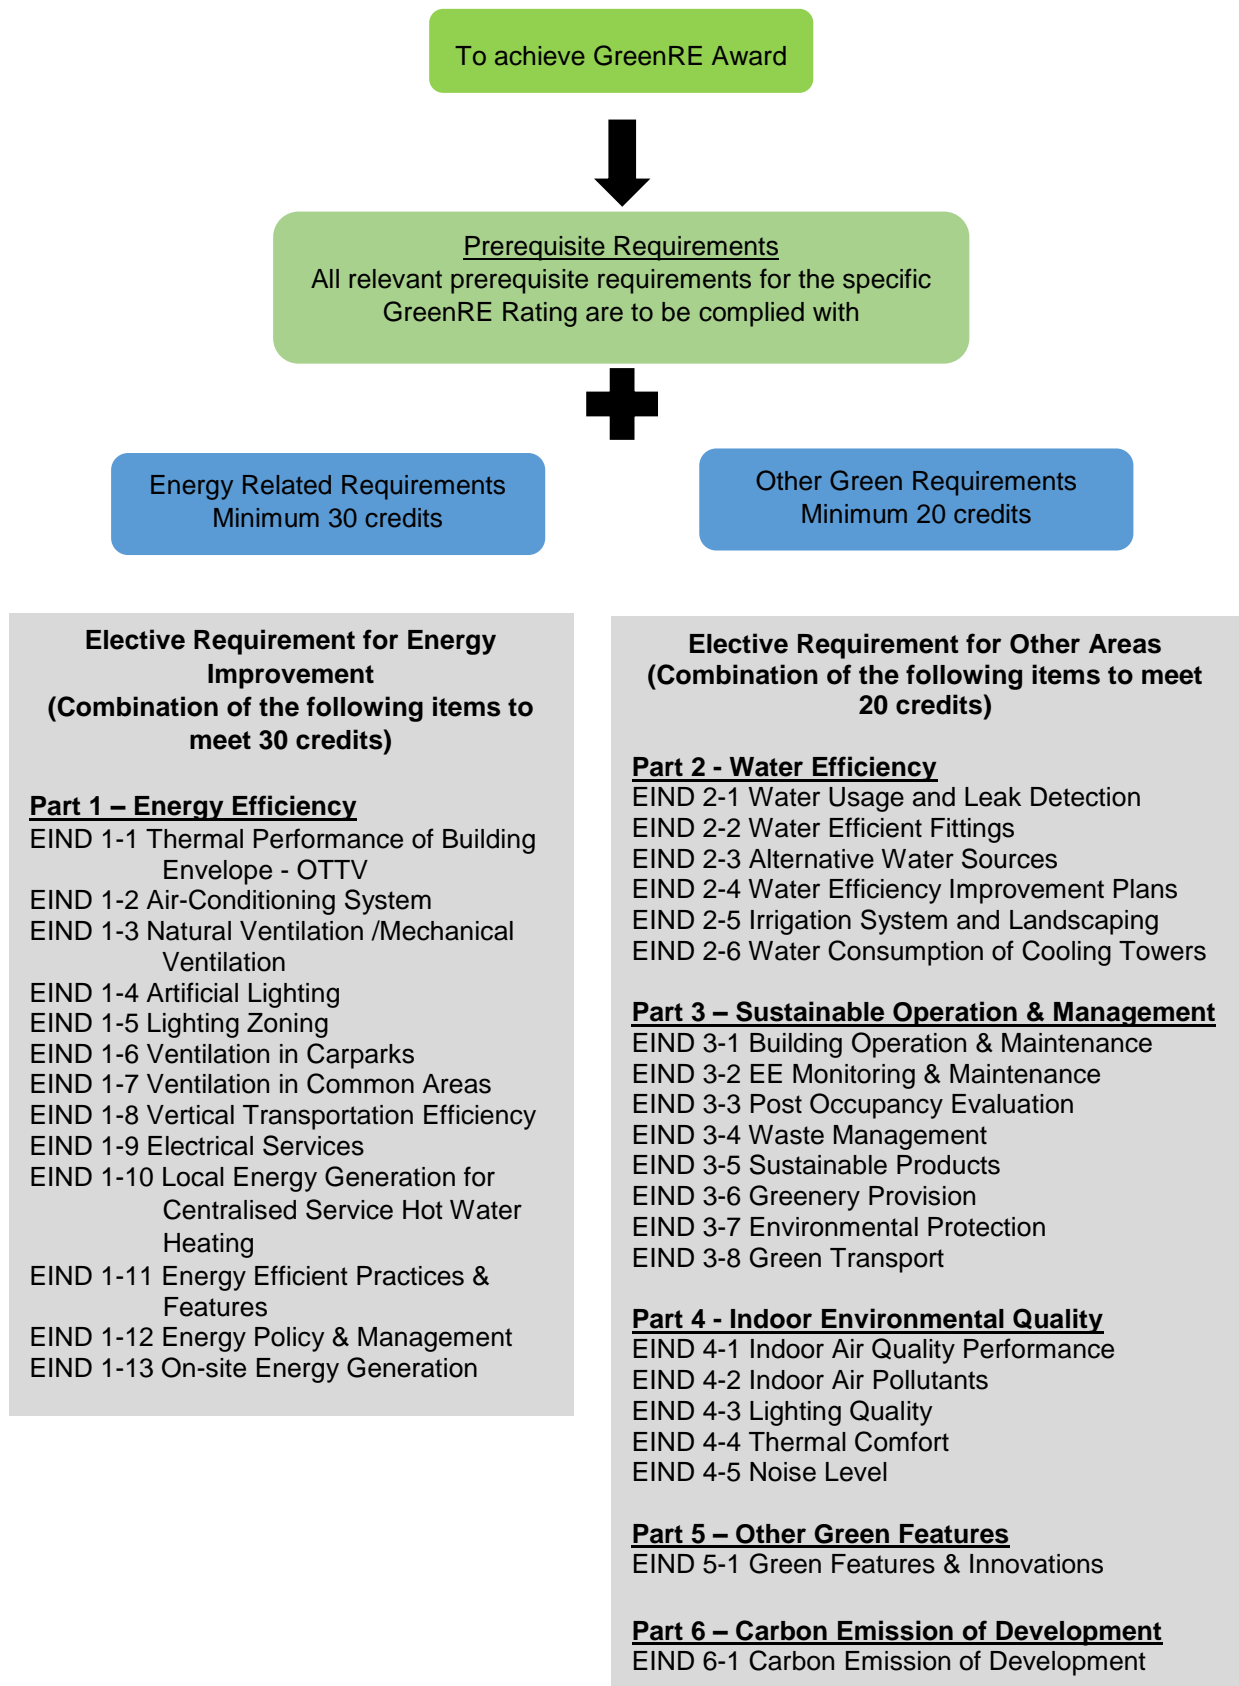 To achieve GreenRE Award
Prerequisite Requirements
All relevant prerequisite requirements for the specific
GreenRE Rating are to be complied with
Energy Related Requirements
Minimum 30 credits
Other Green Requirements
Minimum 20 credits
Elective Requirement for Energy
Improvement
(Combination of the following items to
meet 30 credits)
Part 1 – Energy Efficiency
EIND 1-1 Thermal Performance of Building
Envelope - OTTV
EIND 1-2 Air-Conditioning System
EIND 1-3 Natural Ventilation /Mechanical
Ventilation
EIND 1-4 Artificial Lighting
EIND 1-5 Lighting Zoning
EIND 1-6 Ventilation in Carparks
EIND 1-7 Ventilation in Common Areas
EIND 1-8 Vertical Transportation Efficiency
EIND 1-9 Electrical Services
EIND 1-10 Local Energy Generation for
Centralised Service Hot Water
Heating
EIND 1-11 Energy Efficient Practices &
Features
EIND 1-12 Energy Policy & Management
EIND 1-13 On-site Energy Generation
Elective Requirement for Other Areas
(Combination of the following items to meet
20 credits)
Part 2 - Water Efficiency
EIND 2-1 Water Usage and Leak Detection
EIND 2-2 Water Efficient Fittings
EIND 2-3 Alternative Water Sources
EIND 2-4 Water Efficiency Improvement Plans
EIND 2-5 Irrigation System and Landscaping
EIND 2-6 Water Consumption of Cooling Towers
Part 3 – Sustainable Operation & Management
EIND 3-1 Building Operation & Maintenance
EIND 3-2 EE Monitoring & Maintenance
EIND 3-3 Post Occupancy Evaluation
EIND 3-4 Waste Management
EIND 3-5 Sustainable Products
EIND 3-6 Greenery Provision
EIND 3-7 Environmental Protection
EIND 3-8 Green Transport
Part 4 - Indoor Environmental Quality
EIND 4-1 Indoor Air Quality Performance
EIND 4-2 Indoor Air Pollutants
EIND 4-3 Lighting Quality
EIND 4-4 Thermal Comfort
EIND 4-5 Noise Level
Part 5 – Other Green Features
EIND 5-1 Green Features & Innovations
Part 6 – Carbon Emission of Development
EIND 6-1 Carbon Emission of Development